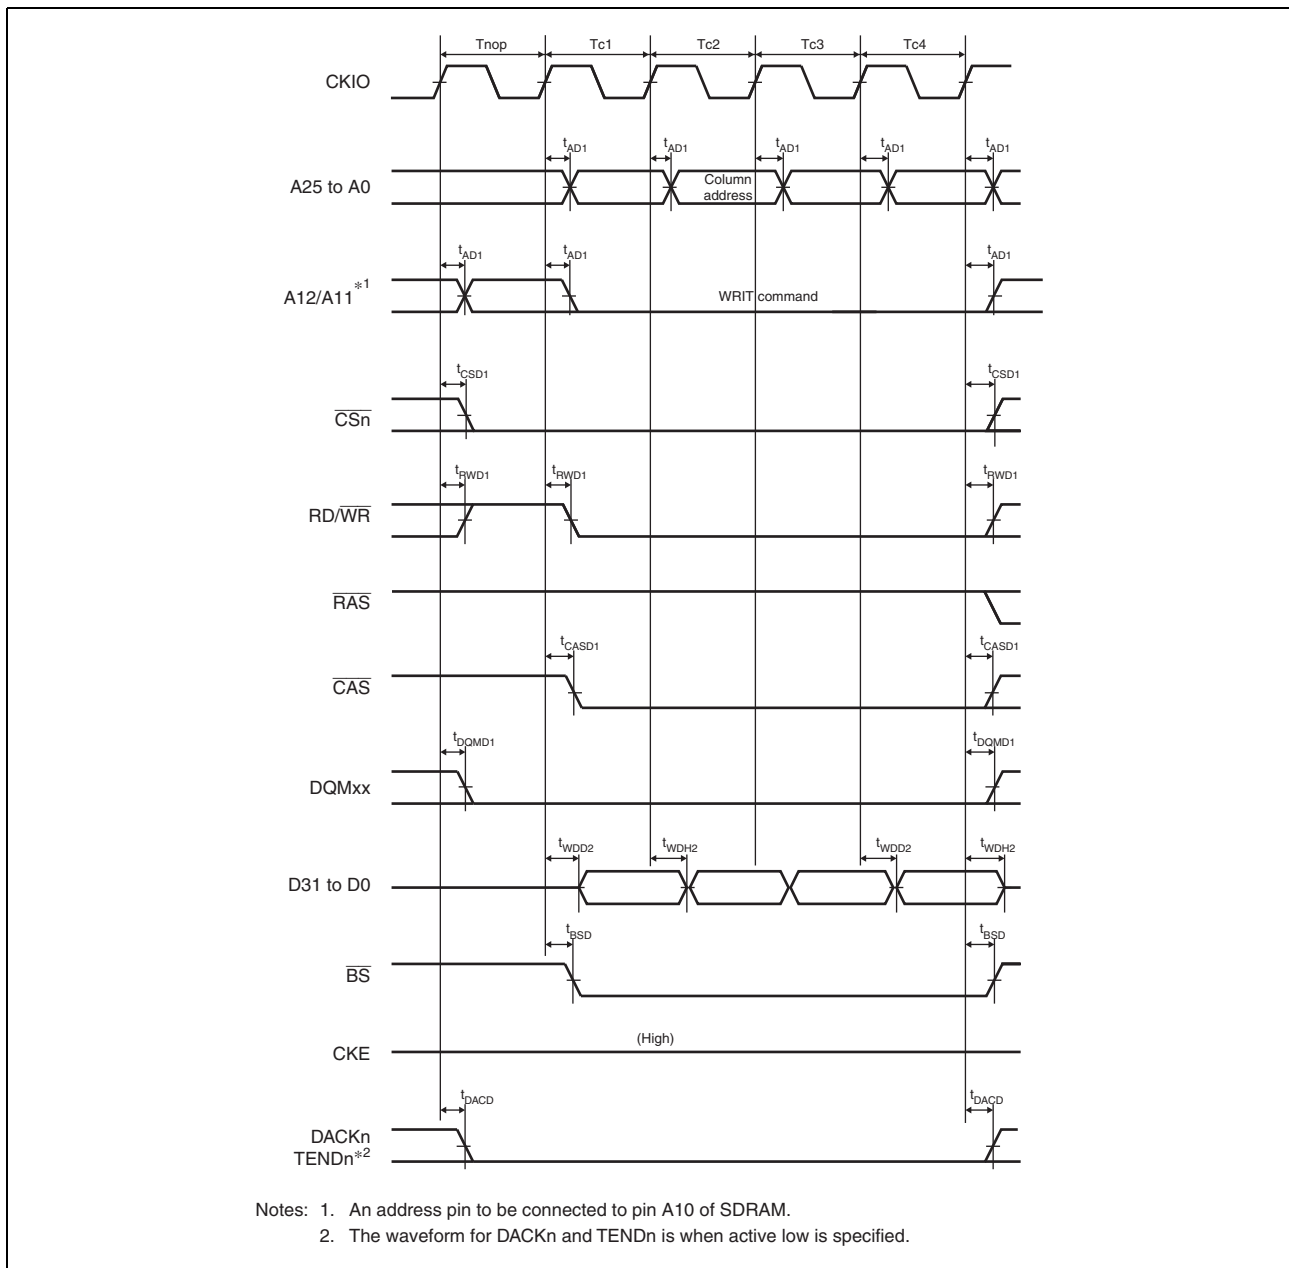 Tnop Tc1 Tc2 Tc3 Tc4
CKIO
tAD1 tAD1 tAD1 tAD1 tAD1
A25 to A0
Column
address
tAD1 tAD1 tAD1
A12/A11*1
WRIT command
tCSD1 tCSD1
CSn
tRWD1 tRWD1 tRWD1
RD/WR
RAS
tCASD1 tCASD1
CAS
tDQMD1 tDQMD1
DQMxx
tWDD2 tWDH2 tWDD2 tWDH2
D31 to D0
tBSD tBSD
BS
(High)
CKE
tDACD tDACD
DACKn
TENDn*2
Notes: 1. An address pin to be connected to pin A10 of SDRAM.
2. The waveform for DACKn and TENDn is when active low is specified.